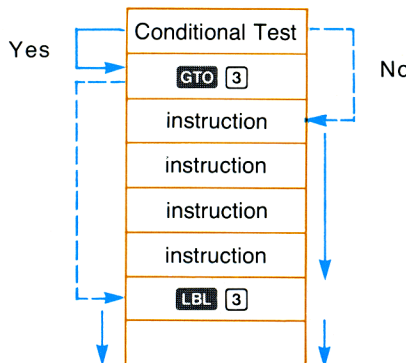 Conditional Test
Yes
GTO 3
No
instruction
instruction
instruction
instruction
LBL 3